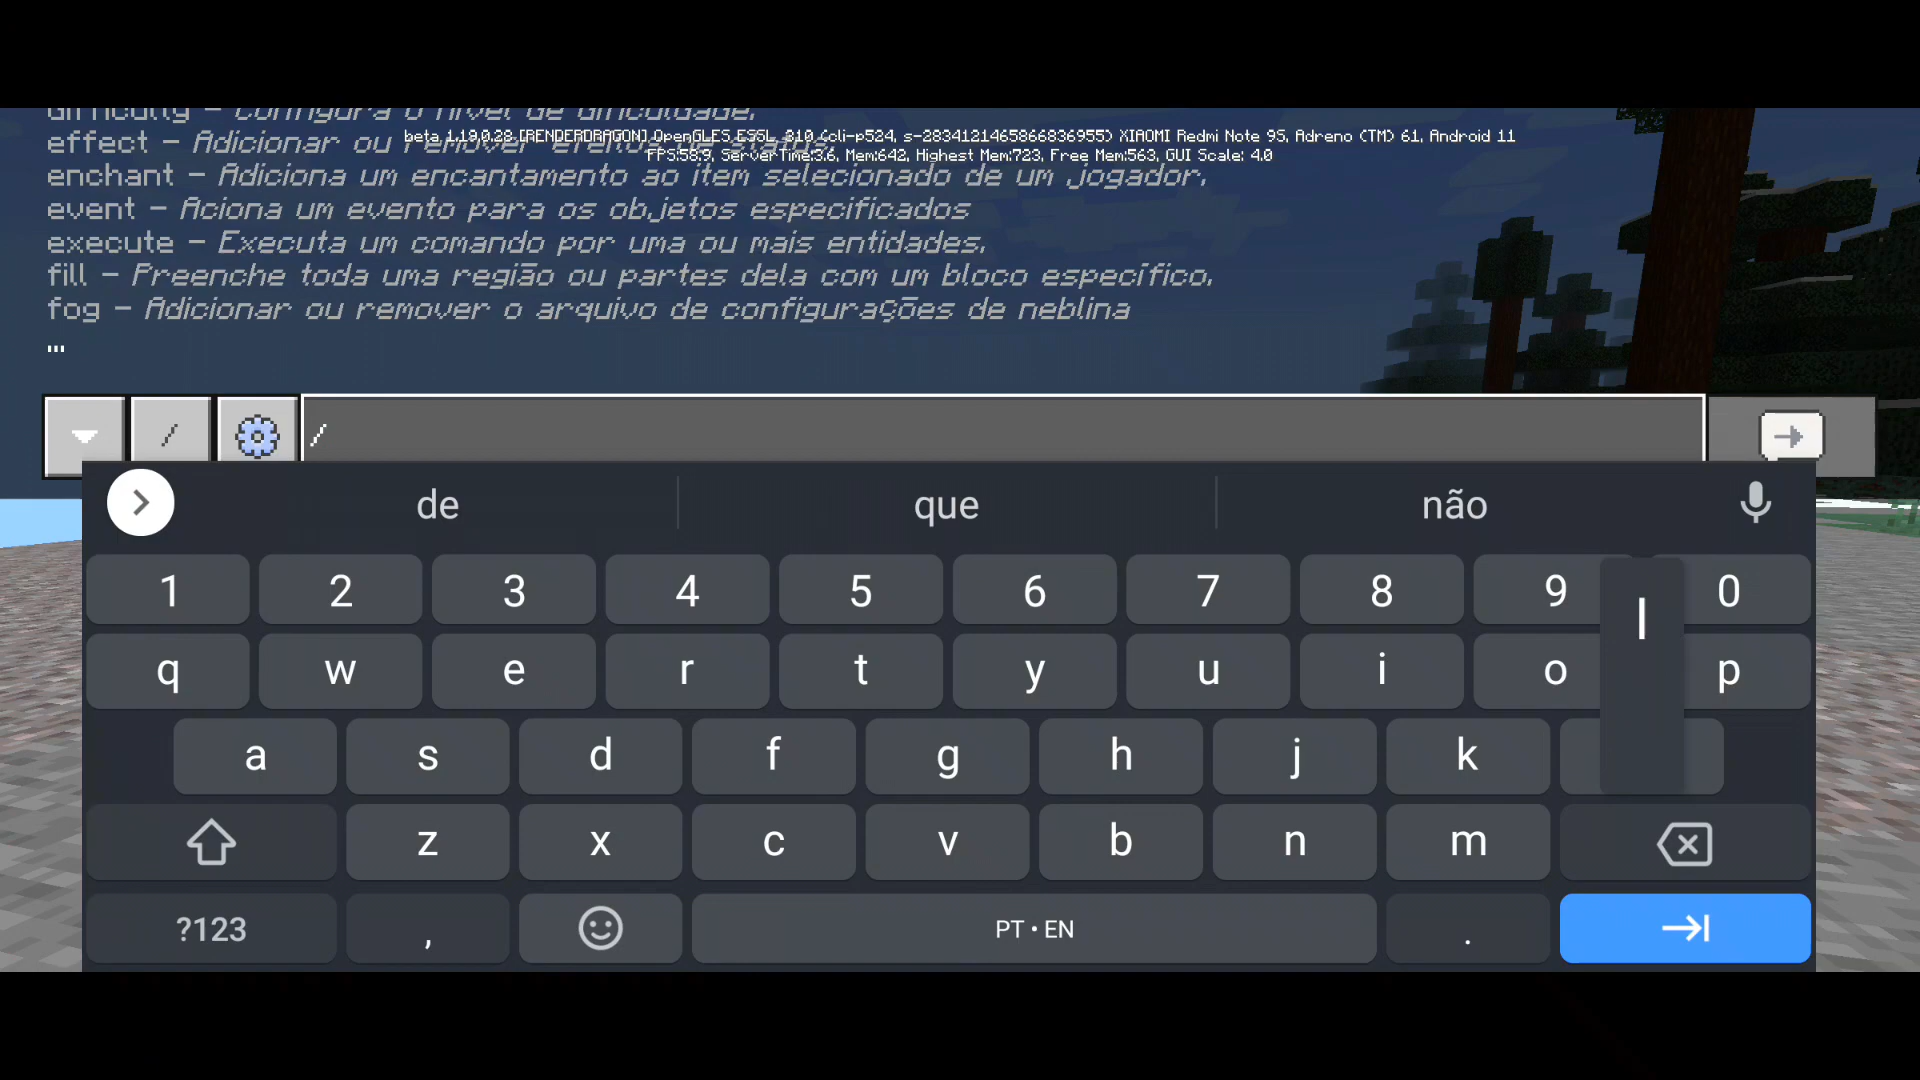 difficulty – Configura o nível de dificuldade.
beta 1.19.0.28 [RENDERDRAGON] OpenGLES ESSL 310 (cli-p524, s-2834121465866836955) XIAOMI Redmi Note 9S, Adreno (TM) 61, Android 11
effect – Adicionar ou remover efeitos de status.
FPS:58.9, ServerTime:3.6, Mem:642, Highest Mem:723, Free Mem:563, GUI Scale: 4.0
enchant – Adiciona um encantamento ao item selecionado de um jogador.
event – Aciona um evento para os objetos especificados
execute – Executa um comando por uma ou mais entidades.
fill – Preenche toda uma região ou partes dela com um bloco específico.
fog – Adicionar ou remover o arquivo de configurações de neblina
...
/ /
de que não
1 2 3 4 5 6 7 8 9 0
q w e r t y u i o p
a s d f g h j k l
z x c v b n m
?123 , PT • EN .